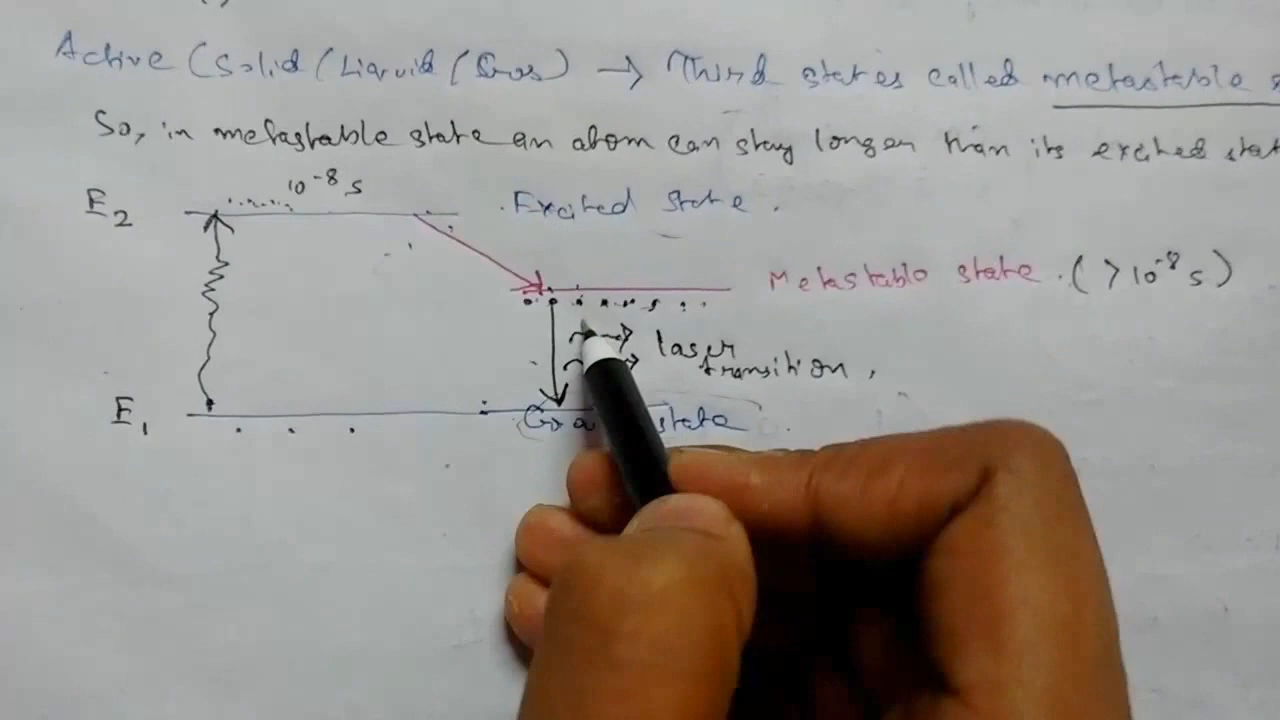 Active (Solid/Liquid/Gas) → Third states called metastable
So, in metastable state an atom can stay longer than its excited stat
10⁻⁸ s
E₂ Excited state.
Metastable state. (>10⁻⁸ s)
laser
transition,
E₁ state.